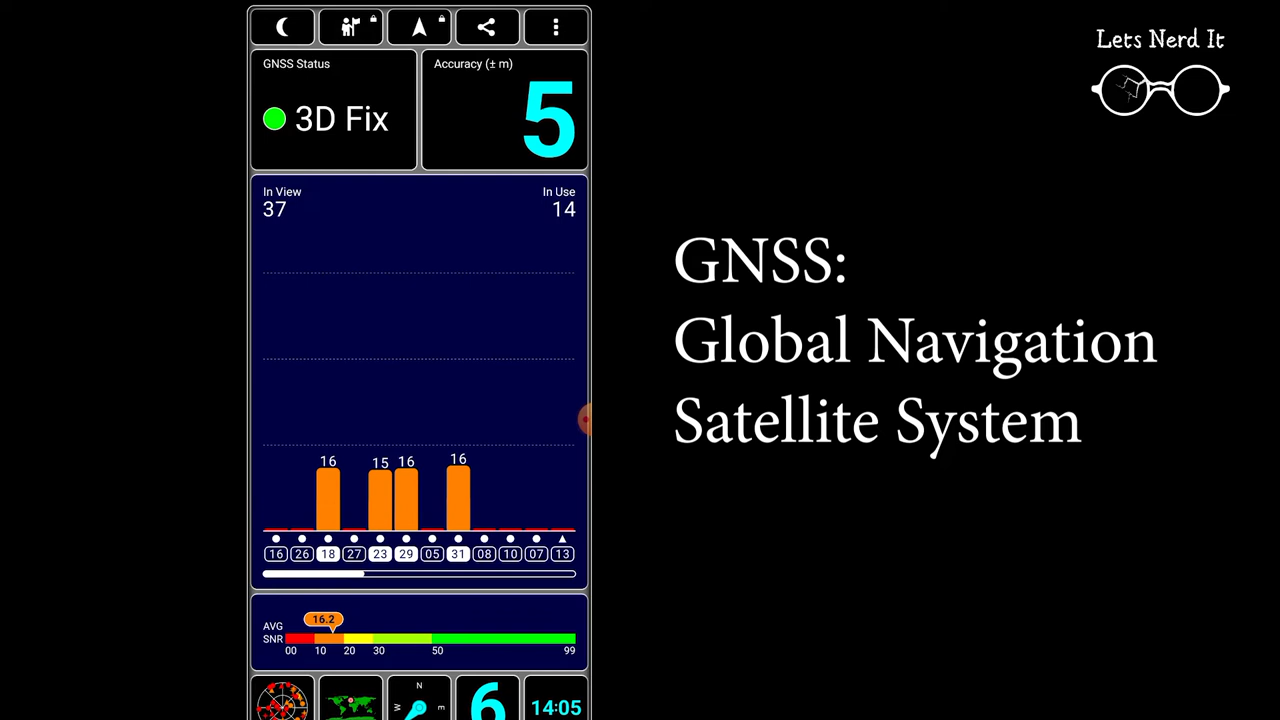 Lets Nerd It
GNSS Status
3D Fix
Accuracy (± m)
5
In View
37
In Use
14
16 15 16 16
16 26 18 27 23 29 05 31 08 10 07 13
16.2
AVG
SNR
00 10 20 30 50 99
N
W E
6
14:05
GNSS:
Global Navigation
Satellite System